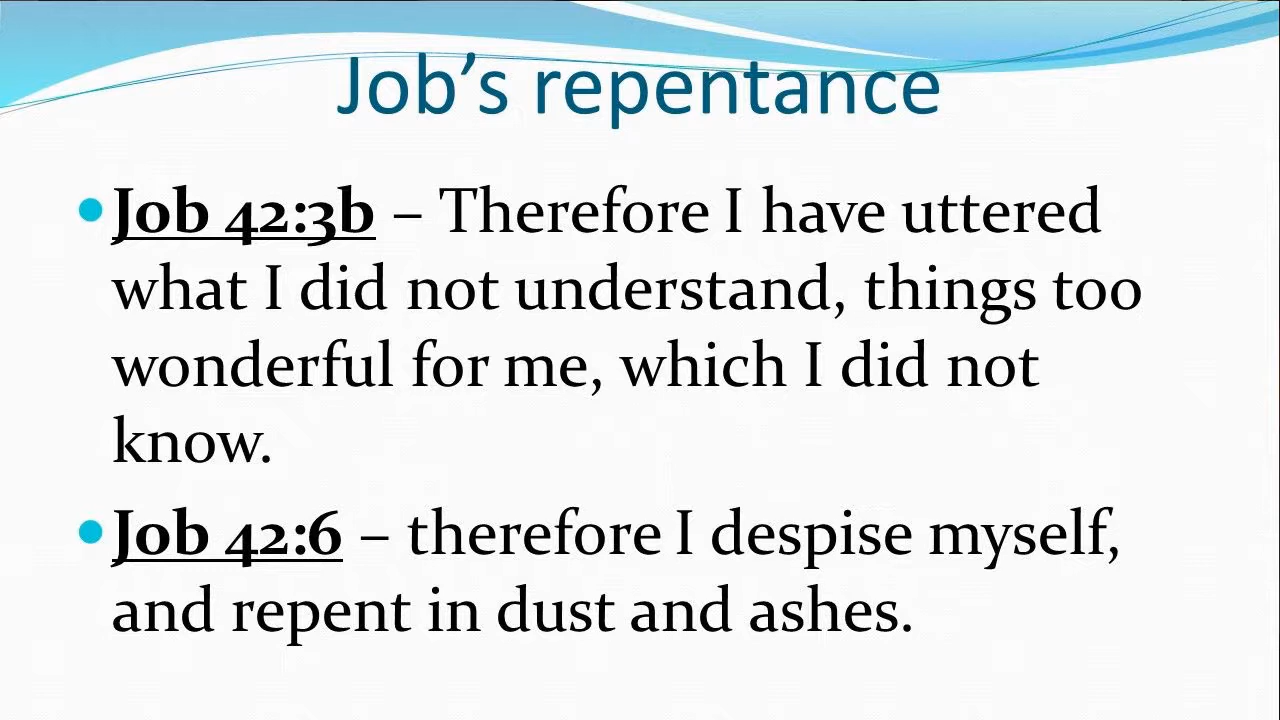 Job’s repentance
•Job 42:3b – Therefore I have uttered
what I did not understand, things too
wonderful for me, which I did not
know.
•Job 42:6 – therefore I despise myself,
and repent in dust and ashes.